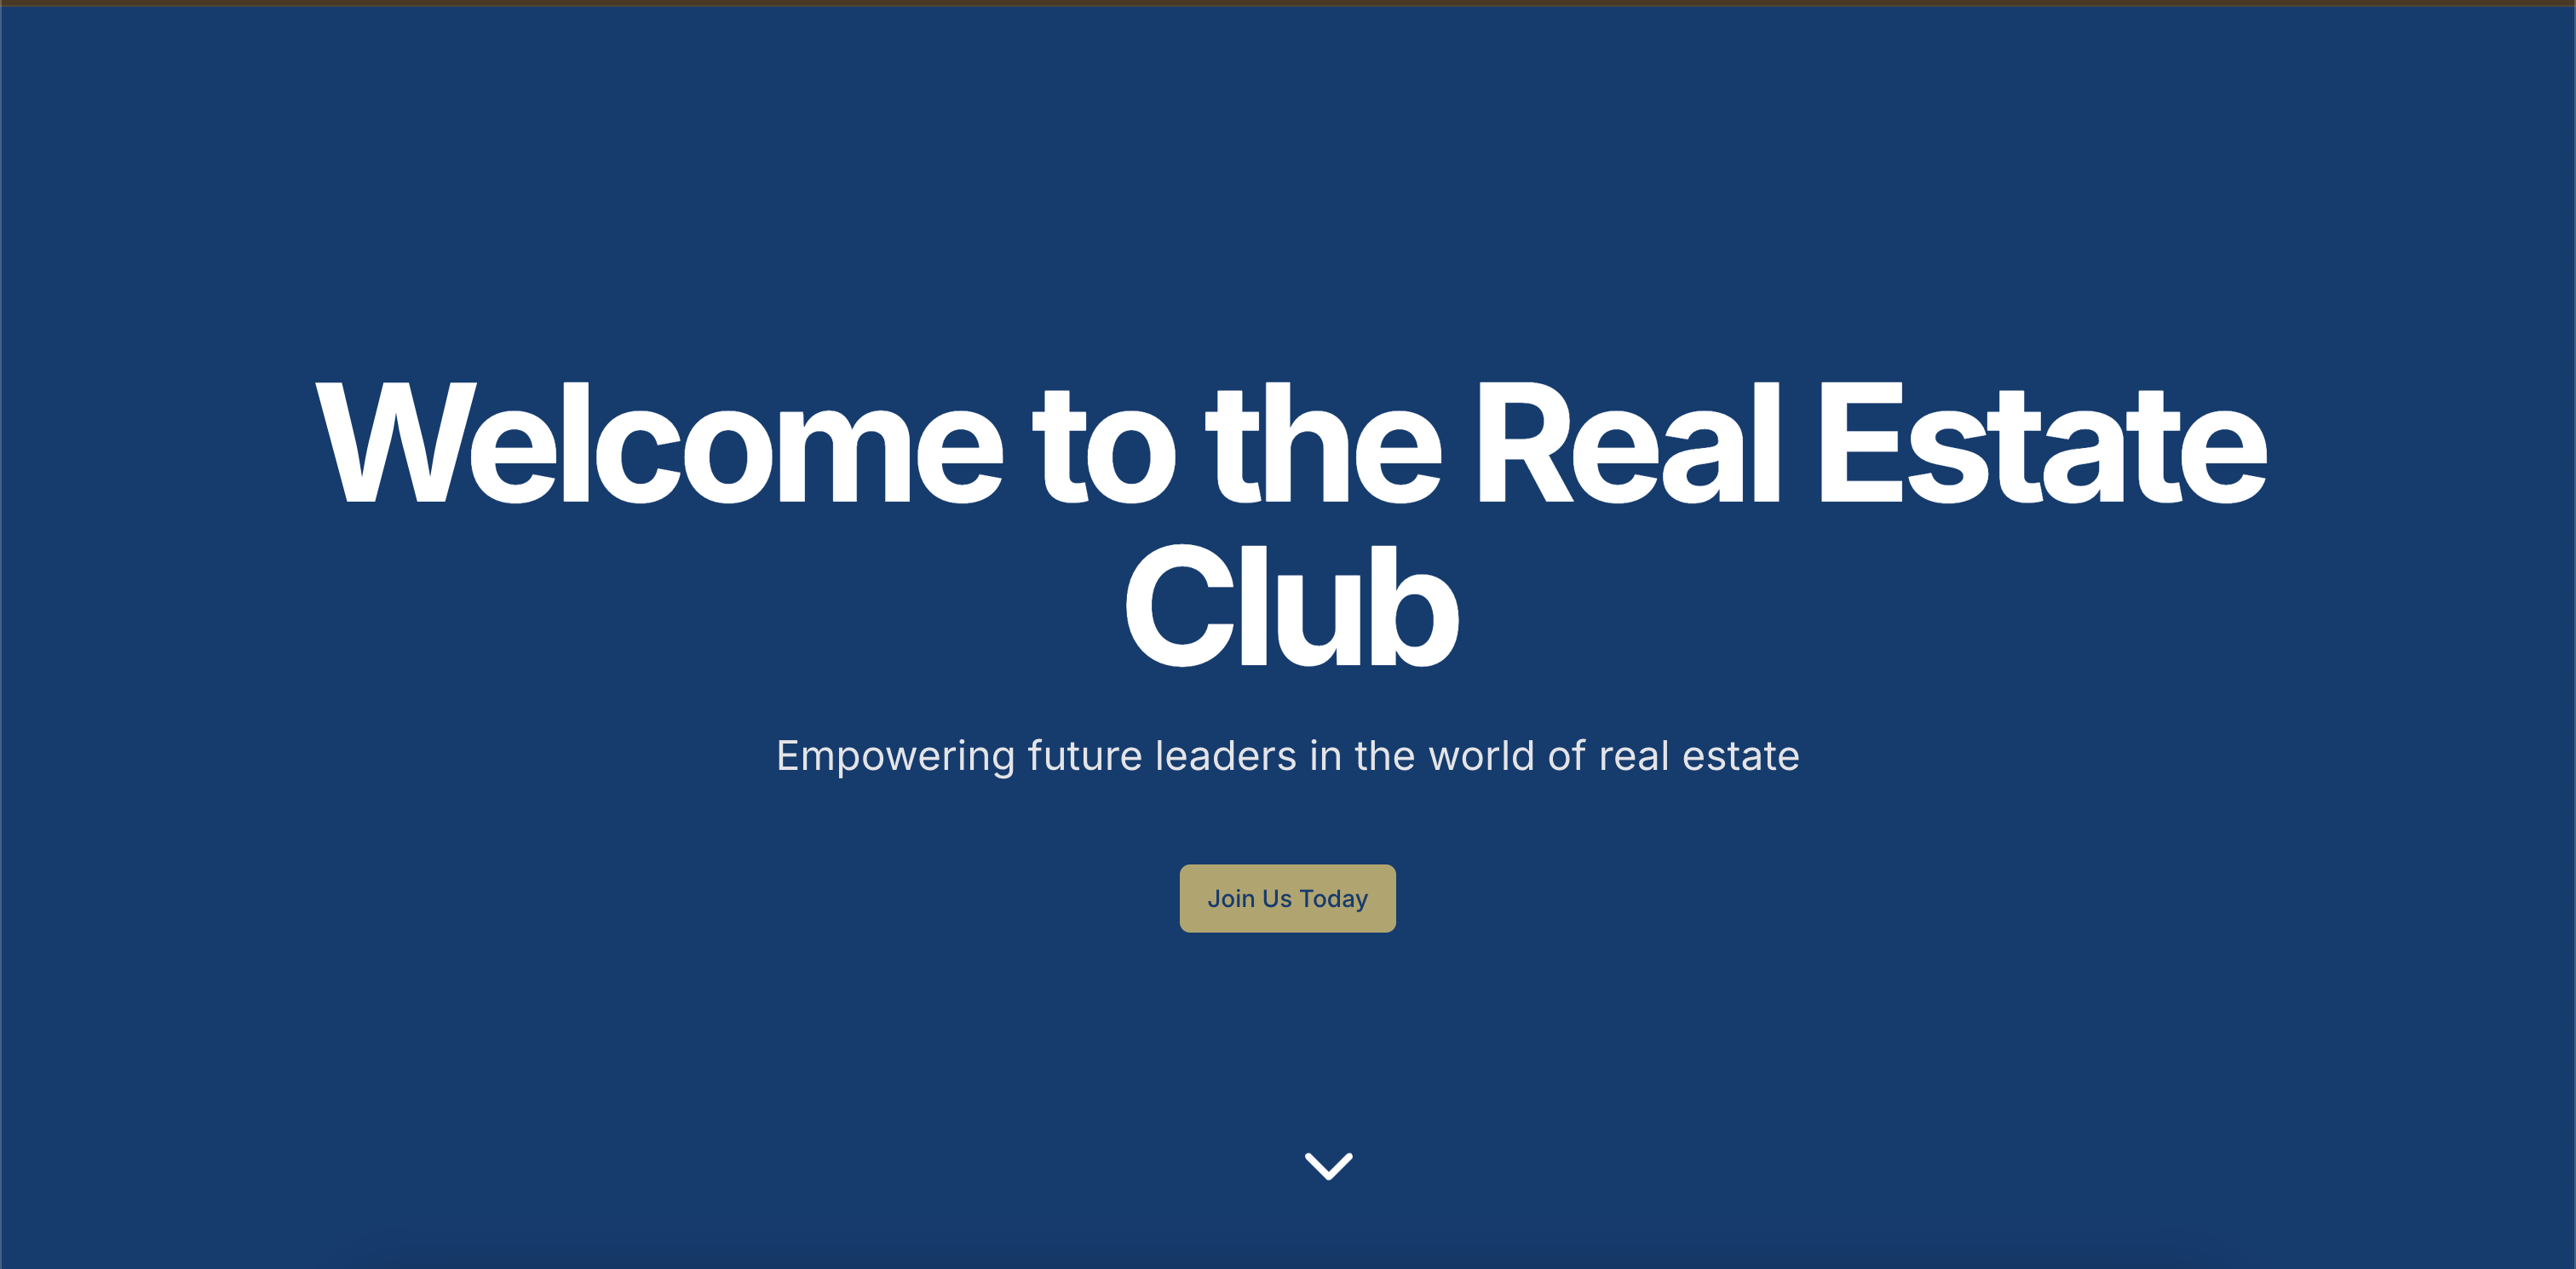 Welcome to the Real Estate
Club
Empowering future leaders in the world of real estate
Join Us Today